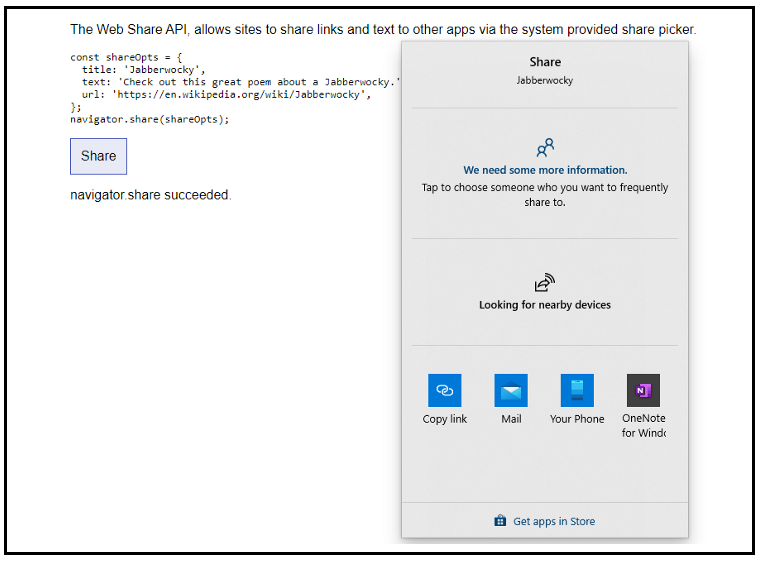 The Web Share API, allows sites to share links and text to other apps via the system provided share picker.
const shareOpts = {
title: 'Jabberwocky',
text: 'Check out this great poem about a Jabberwocky.'
url: 'https://en.wikipedia.org/wiki/Jabberwocky',
};
navigator.share(shareOpts);
Share
navigator.share succeeded.
Share
Jabberwocky
We need some more information.
Tap to choose someone who you want to frequently
share to.
Looking for nearby devices
Copy link
Mail
Your Phone
OneNote
for Windo
Get apps in Store